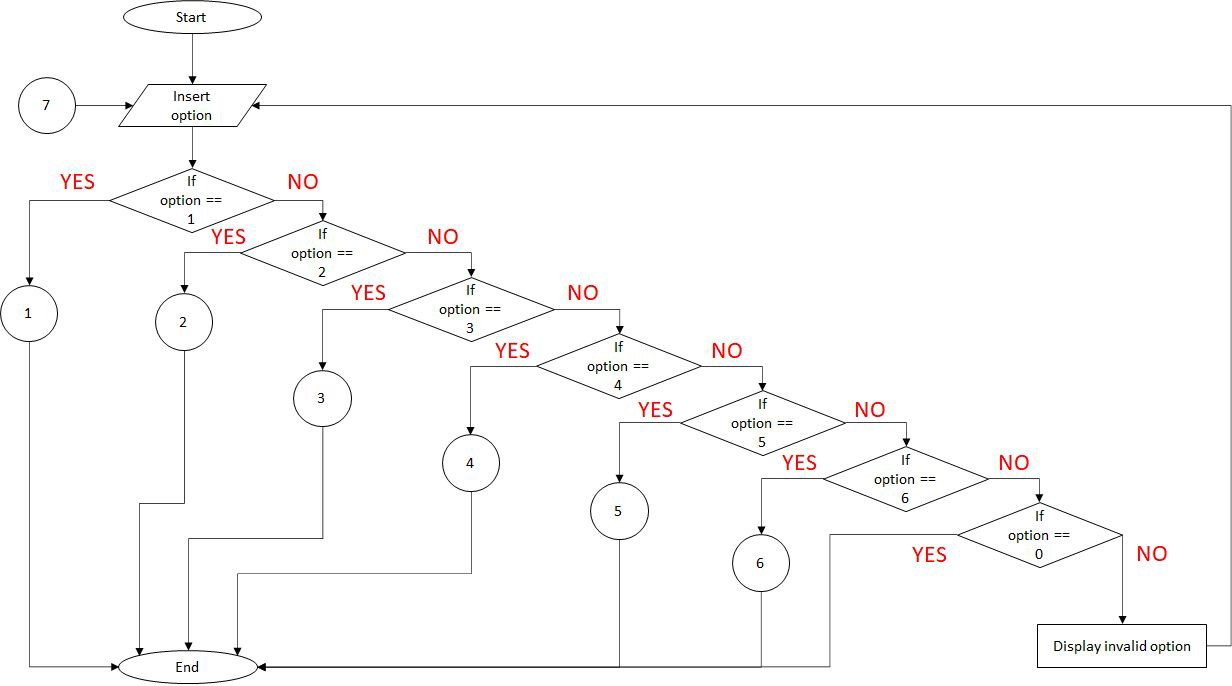 Start
7
Insert
option
YES
If
option ==
1
NO
YES
If
option ==
2
NO
YES
If
option ==
3
NO
YES
If
option ==
4
NO
YES
If
option ==
5
NO
YES
If
option ==
6
NO
If
option ==
0
YES
NO
1
2
3
4
5
6
Display invalid option
End